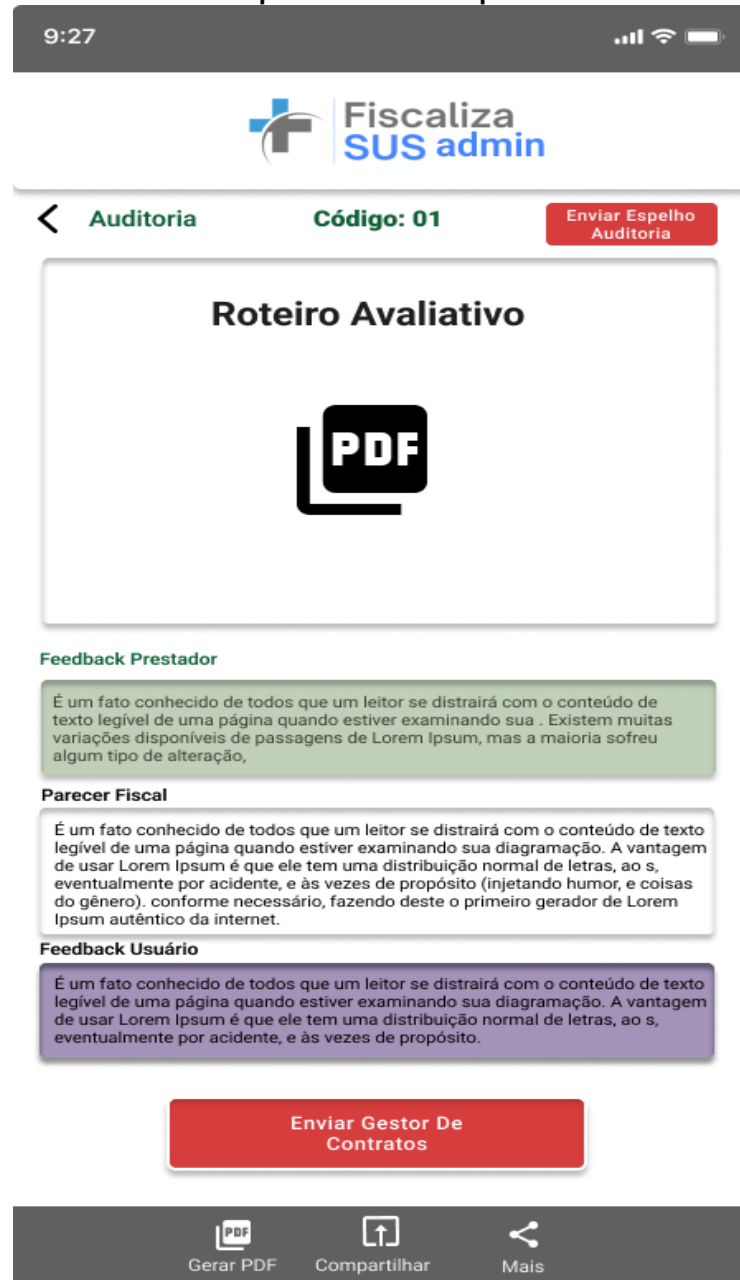 9:27
Fiscaliza
SUS admin
Auditoria
Código: 01
Enviar Espelho
Auditoria
Roteiro Avaliativo
PDF
Feedback Prestador
É um fato conhecido de todos que um leitor se distrairá com o conteúdo de
texto legível de uma página quando estiver examinando sua . Existem muitas
variações disponíveis de passagens de Lorem Ipsum, mas a maioria sofreu
algum tipo de alteração,
Parecer Fiscal
É um fato conhecido de todos que um leitor se distrairá com o conteúdo de texto
legível de uma página quando estiver examinando sua diagramação. A vantagem
de usar Lorem Ipsum é que ele tem uma distribuição normal de letras, ao s,
eventualmente por acidente, e às vezes de propósito (injetando humor, e coisas
do gênero). conforme necessário, fazendo deste o primeiro gerador de Lorem
Ipsum autêntico da internet.
Feedback Usuário
É um fato conhecido de todos que um leitor se distrairá com o conteúdo de texto
legível de uma página quando estiver examinando sua diagramação. A vantagem
de usar Lorem Ipsum é que ele tem uma distribuição normal de letras, ao s,
eventualmente por acidente, e às vezes de propósito.
Enviar Gestor De
Contratos
PDF
Gerar PDF
Compartilhar
Mais